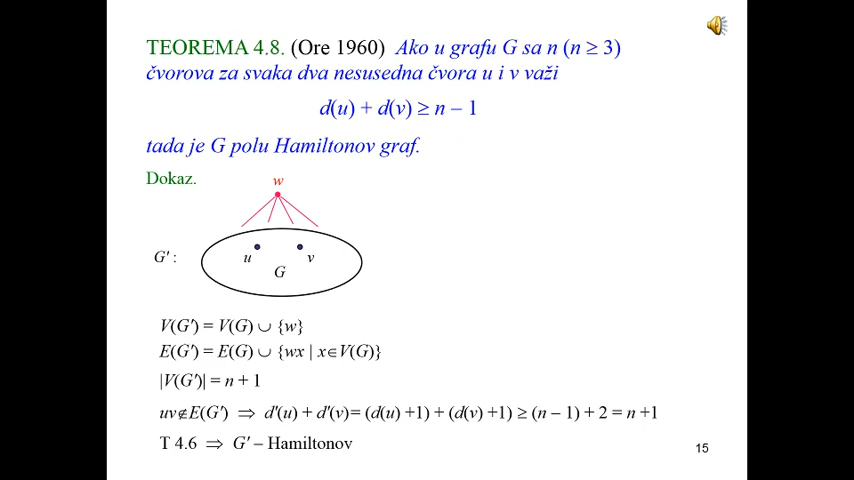 TEOREMA 4.8. (Ore 1960) Ako u grafu G sa n (n ≥ 3)
čvorova za svaka dva nesusedna čvora u i v važi
d(u) + d(v) ≥ n – 1
tada je G polu Hamiltonov graf.
Dokaz.
w
G' :
u
v
G
V(G') = V(G) ∪ {w}
E(G') = E(G) ∪ {wx | x∈V(G)}
|V(G')| = n + 1
uv∉E(G') ⇒ d'(u) + d'(v)= (d(u) +1) + (d(v) +1) ≥ (n – 1) + 2 = n +1
T 4.6 ⇒ G' – Hamiltonov
15